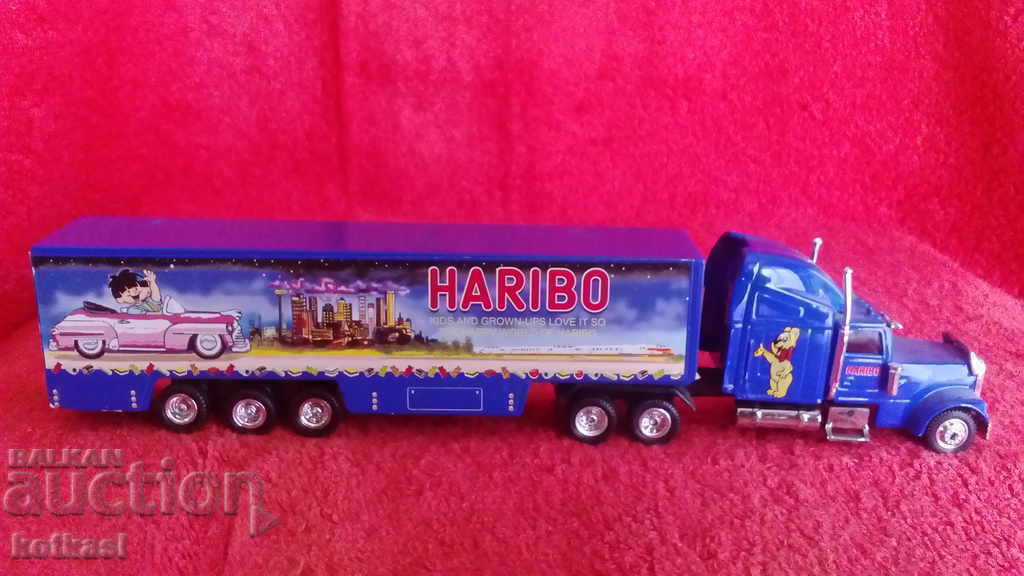 HARIBO
KIDS AND GROWN-UPS LOVE IT SO
HARIBO
BALKAN
auction
kotkasl